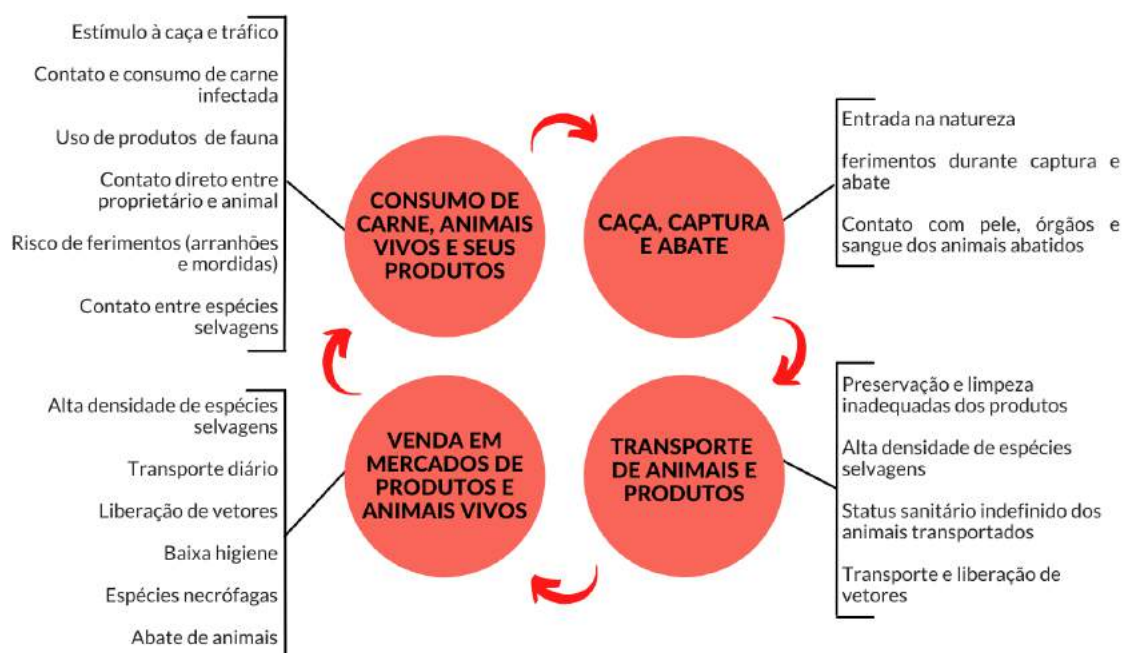 Estímulo à caça e tráfico
Contato e consumo de carne
infectada
Uso de produtos de fauna
Contato direto entre
proprietário e animal
Risco de ferimentos (arranhões
e mordidas)
Contato entre espécies
selvagens
CONSUMO DE
CARNE, ANIMAIS
VIVOS E SEUS
PRODUTOS
CAÇA, CAPTURA
E ABATE
Entrada na natureza
ferimentos durante captura e
abate
Contato com pele, órgãos e
sangue dos animais abatidos
Alta densidade de espécies
selvagens
Transporte diário
Liberação de vetores
Baixa higiene
Espécies necrófagas
Abate de animais
VENDA EM
MERCADOS DE
PRODUTOS E
ANIMAIS VIVOS
TRANSPORTE
DE ANIMAIS E
PRODUTOS
Preservação e limpeza
inadequadas dos produtos
Alta densidade de espécies
selvagens
Status sanitário indefinido dos
animais transportados
Transporte e liberação de
vetores